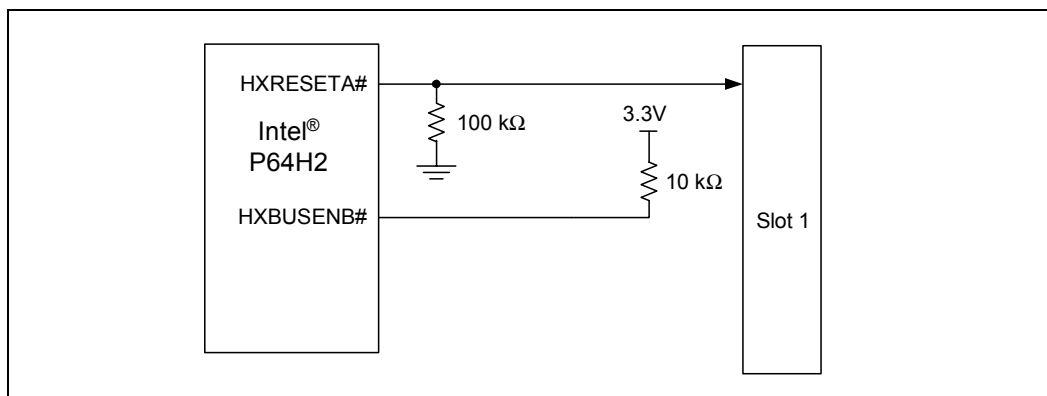 HXRESETA#
Intel®
P64H2
100 kΩ
3.3V
10 kΩ
HXBUSENB#
Slot 1